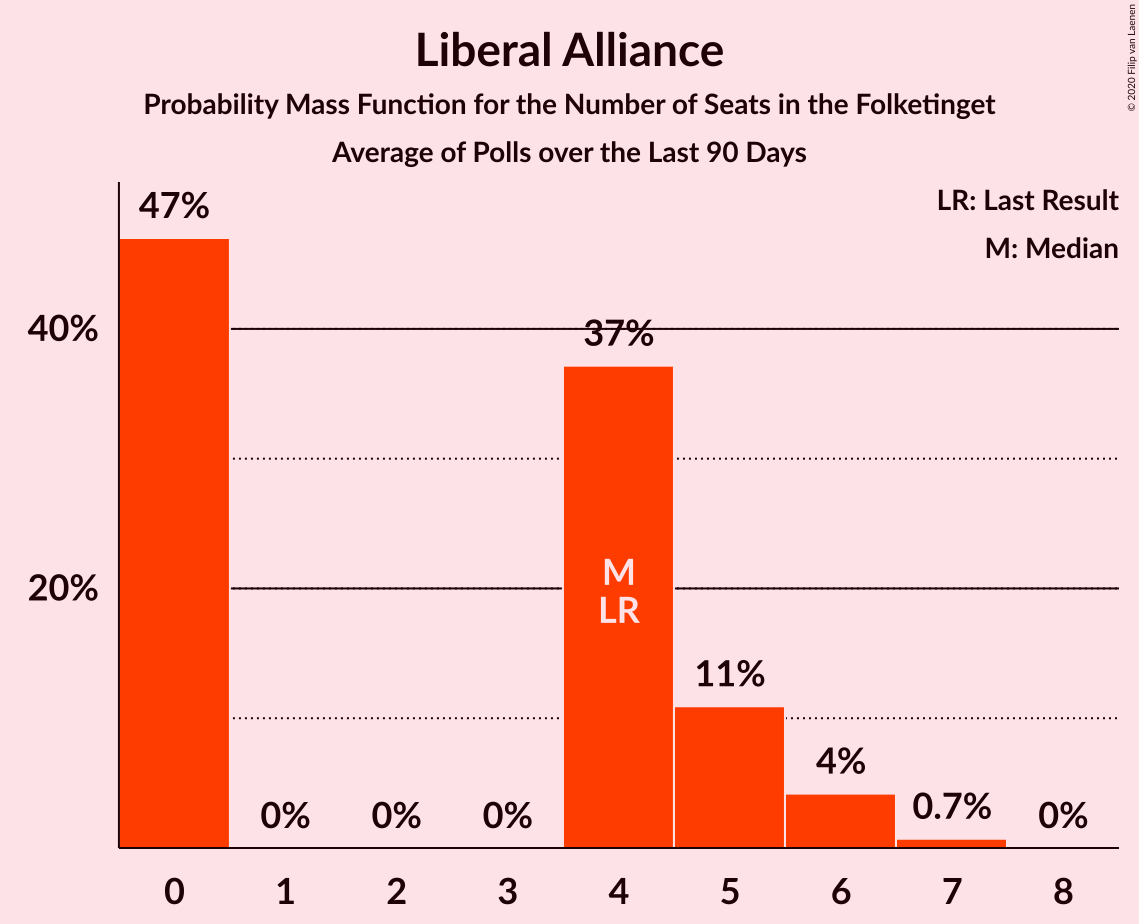 Liberal Alliance
Probability Mass Function for the Number of Seats in the Folketinget
Average of Polls over the Last 90 Days
© 2020 Filip van Laenen
LR: Last Result
M: Median
47%
40%
37%
20%
M
LR
11%
4%
0.7%
0%
0%
0%
0%
0
1
2
3
4
5
6
7
8